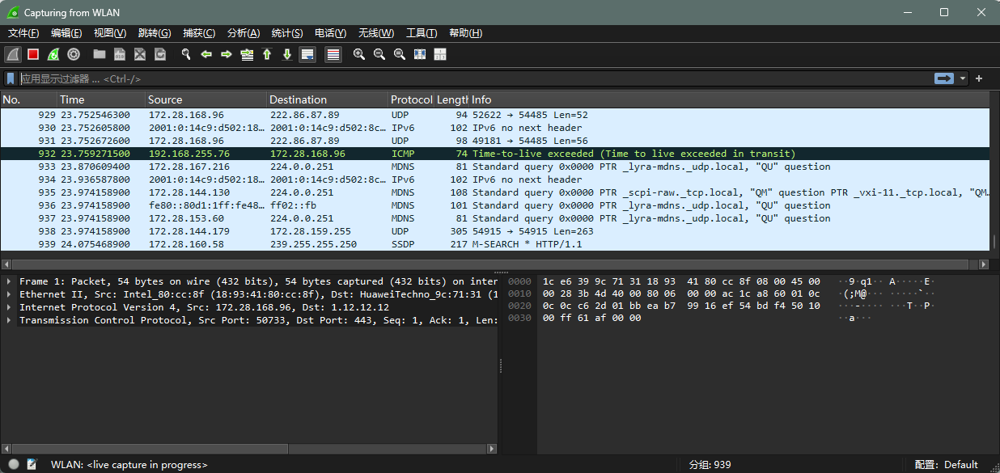 Capturing from WLAN
文件(F) 编辑(E) 视图(V) 跳转(G) 捕获(C) 分析(A) 统计(S) 电话(Y) 无线(W) 工具(T) 帮助(H)
应用显示过滤器 … <Ctrl-/>
No. Time Source Destination Protocol Length Info
929 23.752546300 172.28.168.96 222.86.87.89 UDP 94 52622 → 54485 Len=52
930 23.752605800 2001:0:14c9:d502:18… 2001:0:14c9:d502:8c… IPv6 102 IPv6 no next header
931 23.752672600 172.28.168.96 222.86.87.89 UDP 98 49181 → 54485 Len=56
932 23.759271500 192.168.255.76 172.28.168.96 ICMP 74 Time-to-live exceeded (Time to live exceeded in transit)
933 23.870609400 172.28.167.216 224.0.0.251 MDNS 81 Standard query 0x0000 PTR _lyra-mdns._udp.local, "QU" question
934 23.936587800 2001:0:14c9:d502:18… 2001:0:14c9:d502:8c… IPv6 102 IPv6 no next header
935 23.974158900 172.28.144.130 224.0.0.251 MDNS 108 Standard query 0x0000 PTR _scpi-raw._tcp.local, "QM" question PTR _vxi-11._tcp.local, "QM…
936 23.974158900 fe80::80d1:1ff:fe48… ff02::fb MDNS 101 Standard query 0x0000 PTR _lyra-mdns._udp.local, "QU" question
937 23.974158900 172.28.153.60 224.0.0.251 MDNS 81 Standard query 0x0000 PTR _lyra-mdns._udp.local, "QU" question
938 23.974158900 172.28.144.179 172.28.159.255 UDP 305 54915 → 54915 Len=263
939 24.075468900 172.28.160.58 239.255.255.250 SSDP 217 M-SEARCH * HTTP/1.1
Frame 1: Packet, 54 bytes on wire (432 bits), 54 bytes captured (432 bits) on inter
Ethernet II, Src: Intel_80:cc:8f (18:93:41:80:cc:8f), Dst: HuaweiTechno_9c:71:31 (1
Internet Protocol Version 4, Src: 172.28.168.96, Dst: 1.12.12.12
Transmission Control Protocol, Src Port: 50733, Dst Port: 443, Seq: 1, Ack: 1, Len:
0000 1c e6 39 9c 71 31 18 93 41 80 cc 8f 08 00 45 00 ··9·q1·· A·····E·
0010 00 28 3b 4d 40 00 80 06 00 00 ac 1c a8 60 01 0c ·(;M@··· ·····`··
0020 0c 0c c6 2d 01 bb ea b7 99 16 ef 54 bd f4 50 10 ···-···· ···T··P·
0030 00 ff 61 af 00 00 ··a···
WLAN: <live capture in progress> 分组: 939 配置: Default